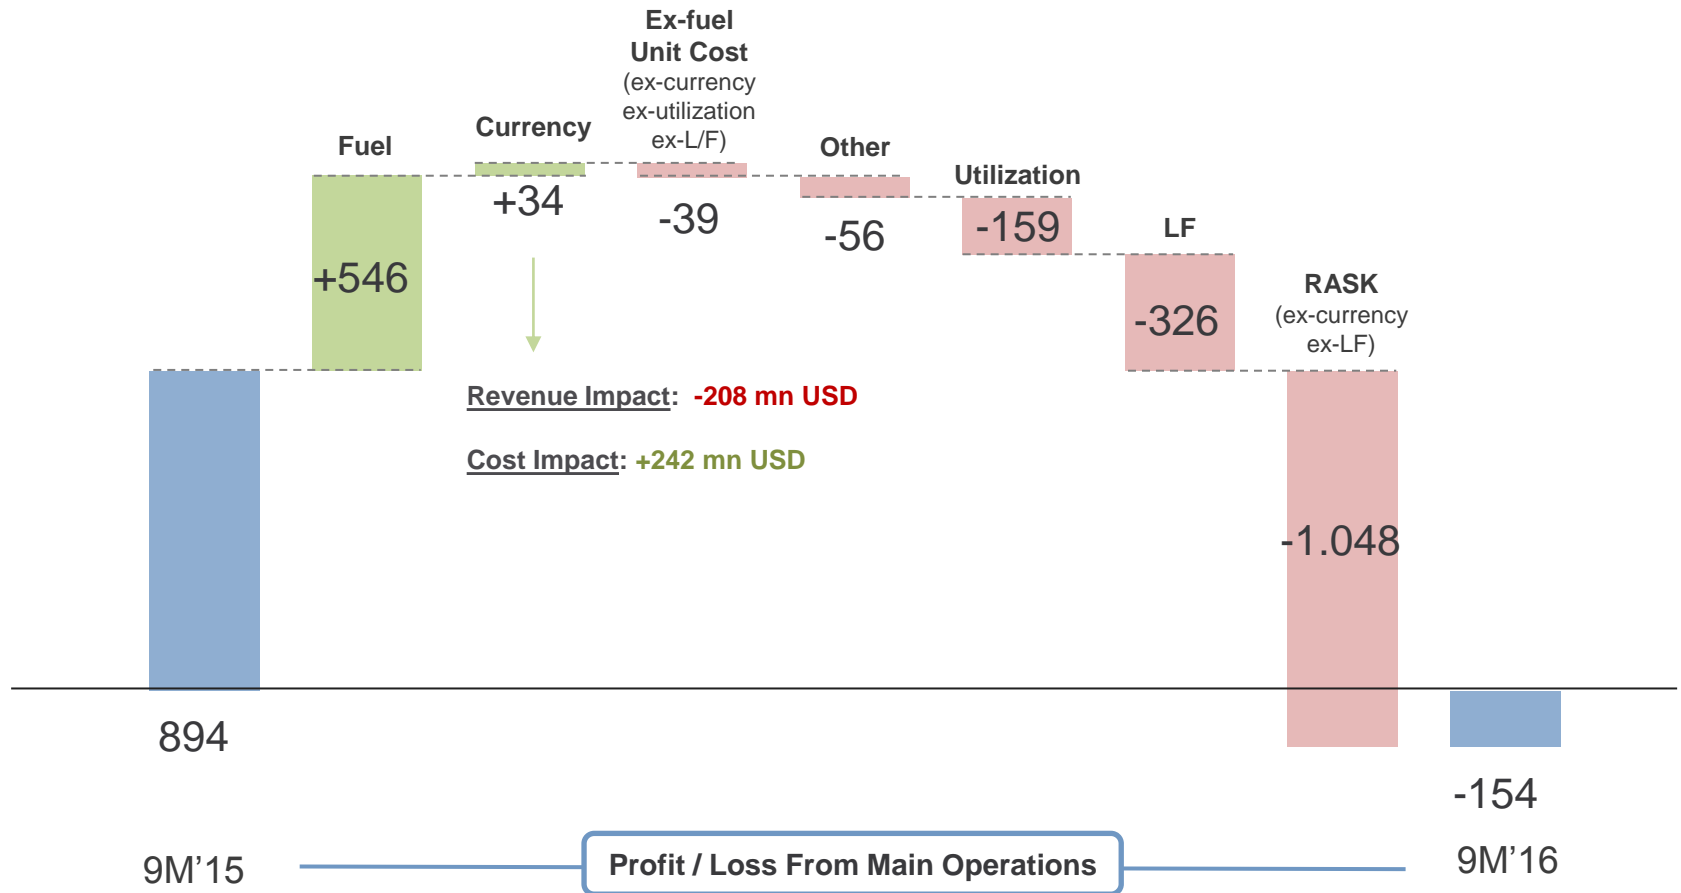 Ex-fuel
Unit Cost
(ex-currency
ex-utilization
ex-L/F)
Fuel
Currency
Other
Utilization
LF
RASK
(ex-currency
ex-LF)
+546
+34
-39
-56
-159
-326
-1.048
Revenue Impact: -208 mn USD
Cost Impact: +242 mn USD
894
-154
9M’15
Profit / Loss From Main Operations
9M’16